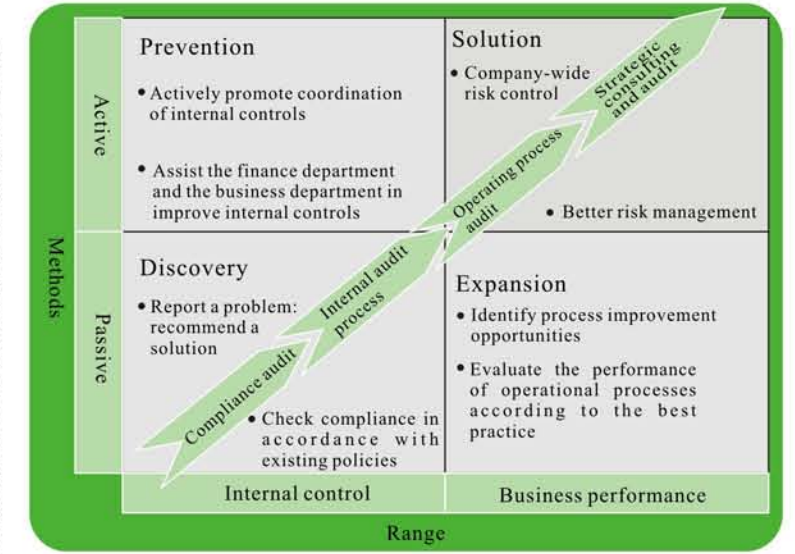 Prevention
• Actively promote coordination
of internal controls
• Assist the finance department
and the business department in
improve internal controls
Solution
• Company-wide
risk control
• Better risk management
Strategic
consulting
and audit
Operating process
audit
Internal audit
process
Compliance audit
Discovery
• Report a problem:
recommend a
solution
• Check compliance in
accordance with
existing policies
Expansion
• Identify process improvement
opportunities
• Evaluate the performance
of operational processes
according to the best
practice
Methods
Active
Passive
Internal control
Business performance
Range